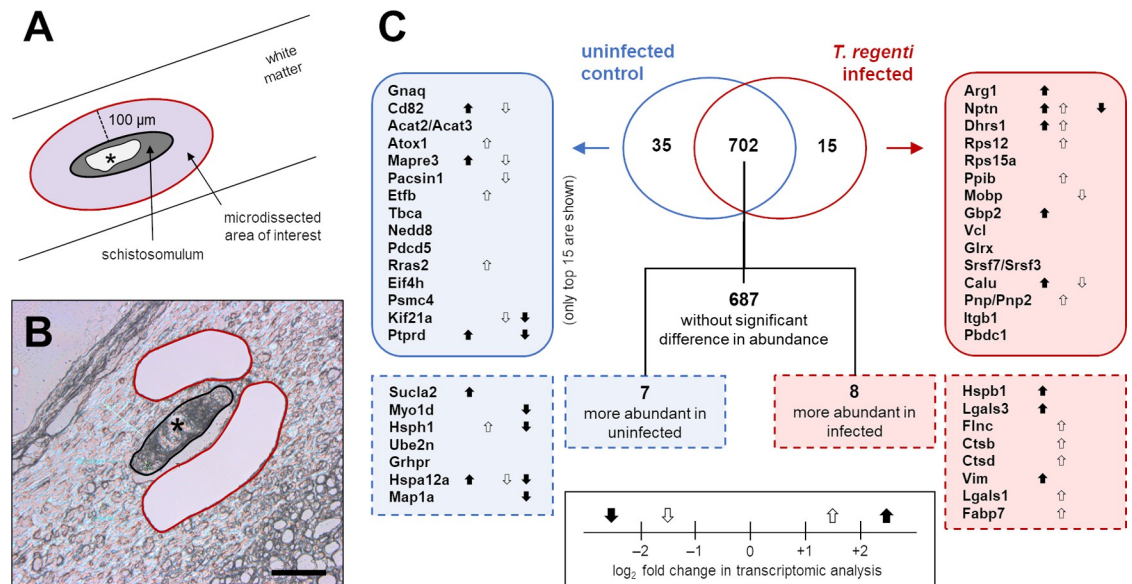 A
white
matter
100 µm
*
microdissected
area of interest
schistosomulum
B
*
C
uninfected
control
T. regenti
infected
35
702
15
(only top 15 are shown)
Gnaq
Cd82
Acat2/Acat3
Atox1
Mapre3
Pacsin1
Etfb
Tbca
Nedd8
Pdcd5
Rras2
Eif4h
Psmc4
Kif21a
Ptprd
Arg1
Nptn
Dhrs1
Rps12
Rps15a
Ppib
Mobp
Gbp2
Vcl
Glrx
Srsf7/Srsf3
Calu
Pnp/Pnp2
Itgb1
Pbdc1
687
without significant
difference in abundance
Sucla2
Myo1d
Hsph1
Ube2n
Grhpr
Hspa12a
Map1a
7
more abundant in
uninfected
8
more abundant in
infected
Hspb1
Lgals3
Flnc
Ctsb
Ctsd
Vim
Lgals1
Fabp7
–2 –1 0 +1 +2
log2 fold change in transcriptomic analysis